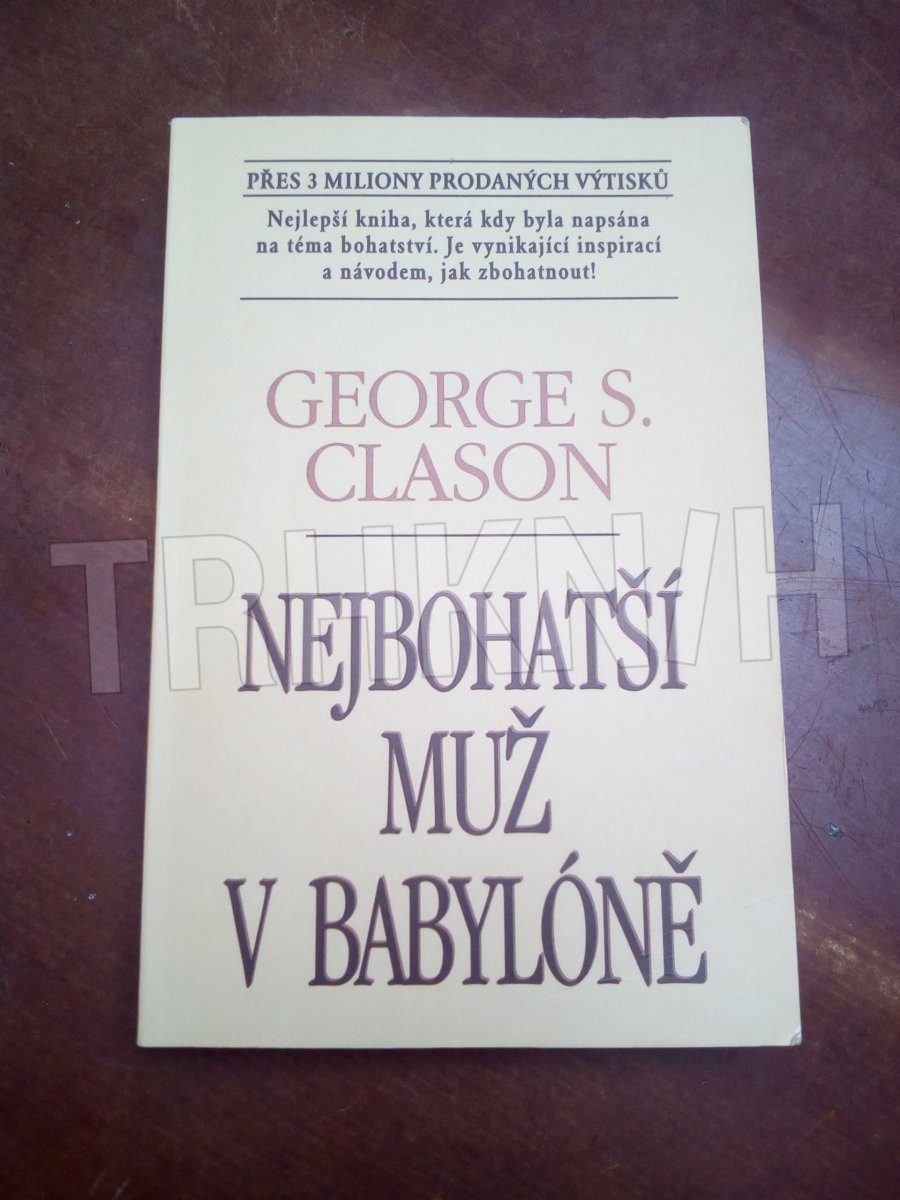 PŘES 3 MILIONY PRODANÝCH VÝTISKŮ
Nejlepší kniha, která kdy byla napsána
na téma bohatství. Je vynikající inspirací
a návodem, jak zbohatnout!
GEORGE S.
CLASON
TRHKNIH
NEJBOHATŠÍ
MUŽ
V BABYLÓNĚ